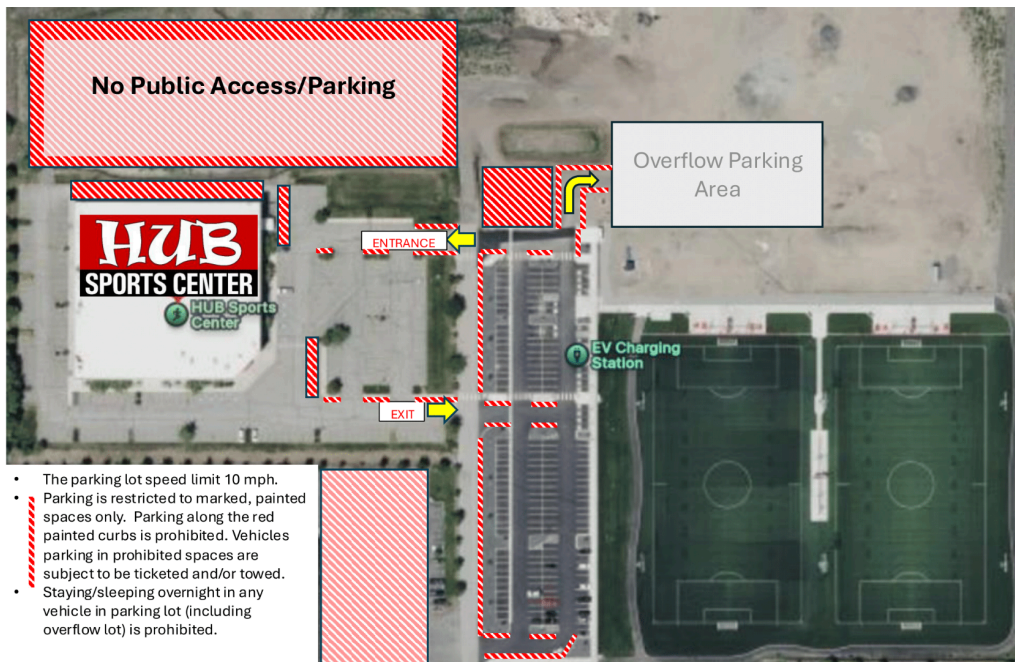 No Public Access/Parking
Overflow Parking
Area
HUB
SPORTS CENTER
ENTRANCE
HUB Sports
Center
EV Charging
Station
EXIT
• The parking lot speed limit 10 mph.
• Parking is restricted to marked, painted
spaces only. Parking along the red
painted curbs is prohibited. Vehicles
parking in prohibited spaces are
subject to be ticketed and/or towed.
• Staying/sleeping overnight in any
vehicle in parking lot (including
overflow lot) is prohibited.